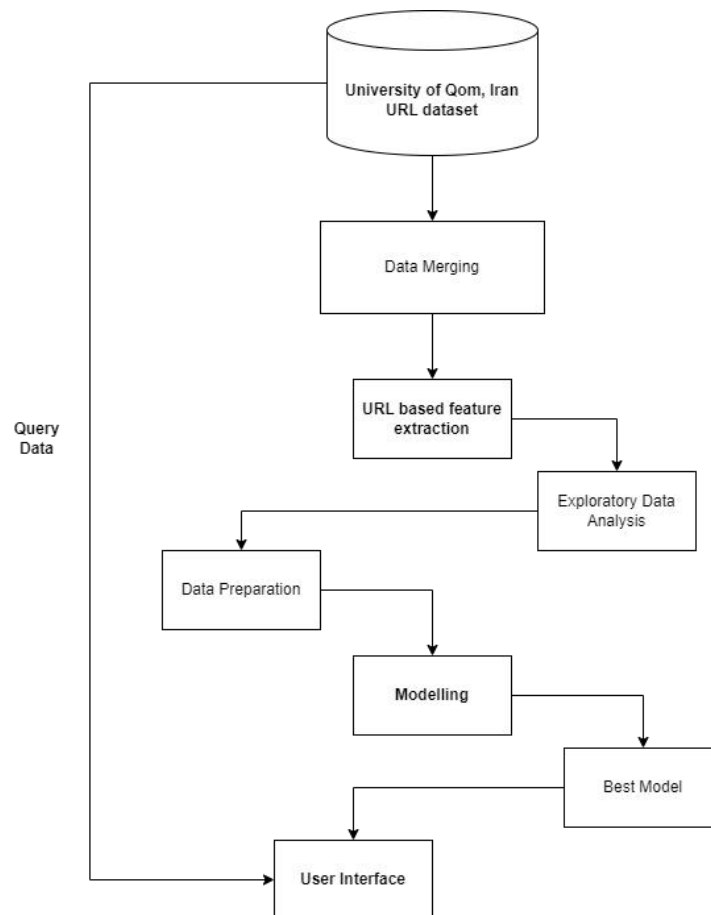 University of Qom, Iran
URL dataset
Data Merging
URL based feature
extraction
Query
Data
Exploratory Data
Analysis
Data Preparation
Modelling
Best Model
User Interface